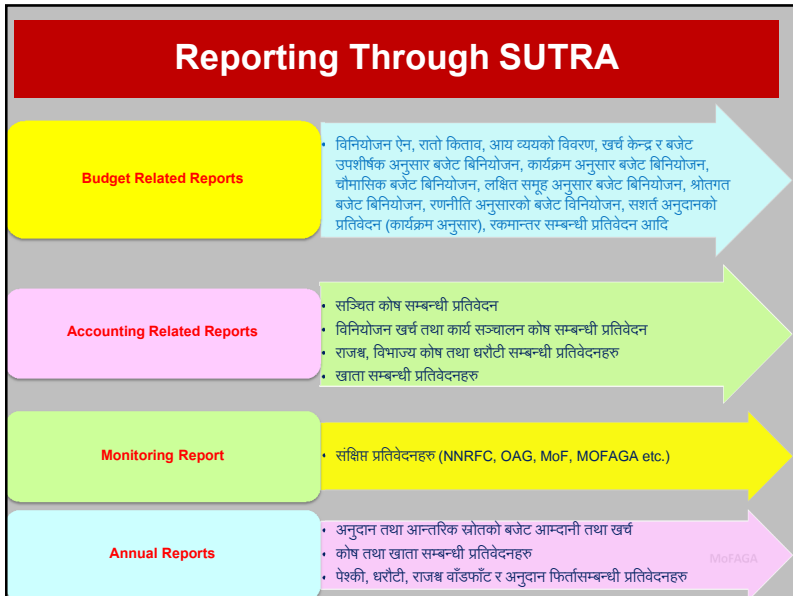 Reporting Through SUTRA
Budget Related Reports
• विनियोजन ऐन, रातो किताव, आय व्ययको विवरण, खर्च केन्द्र र बजेट
उपशीर्षक अनुसार बजेट बिनियोजन, कार्यक्रम अनुसार बजेट बिनियोजन,
चौमासिक बजेट बिनियोजन, लक्षित समूह अनुसार बजेट बिनियोजन, श्रोतगत
बजेट बिनियोजन, रणनीति अनुसारको बजेट विनियोजन, सशर्त अनुदानको
प्रतिवेदन (कार्यक्रम अनुसार), रकमान्तर सम्बन्धी प्रतिवेदन आदि
Accounting Related Reports
• सञ्चित कोष सम्बन्धी प्रतिवेदन
• विनियोजन खर्च तथा कार्य सञ्चालन कोष सम्बन्धी प्रतिवेदन
• राजश्व, विभाज्य कोष तथा धरौटी सम्बन्धी प्रतिवेदनहरु
• खाता सम्बन्धी प्रतिवेदनहरु
Monitoring Report
• संक्षिप्त प्रतिवेदनहरु (NNRFC, OAG, MoF, MOFAGA etc.)
Annual Reports
• अनुदान तथा आन्तरिक स्रोतको बजेट आम्दानी तथा खर्च
• कोष तथा खाता सम्बन्धी प्रतिवेदनहरु
• पेश्की, धरौटी, राजश्व वाँडफाँट र अनुदान फिर्तासम्बन्धी प्रतिवेदनहरु
MoFAGA